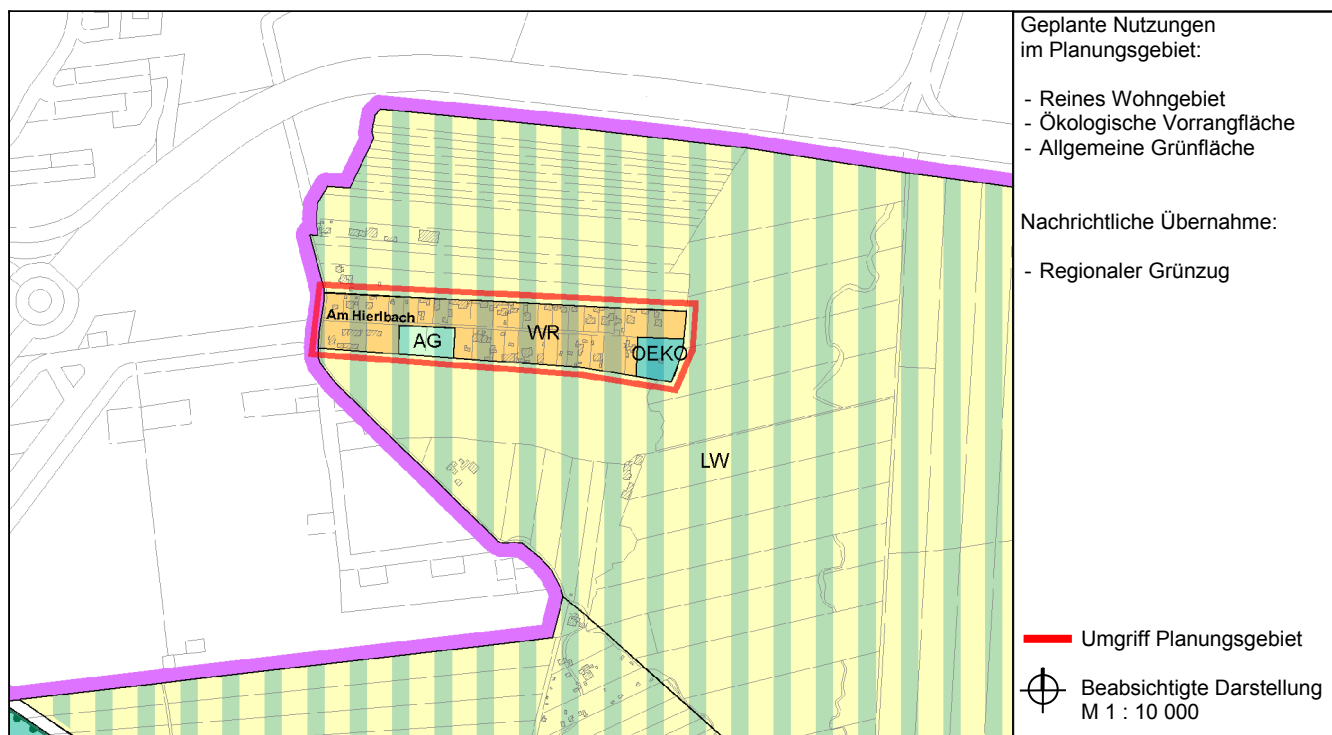 Geplante Nutzungen
im Planungsgebiet:
- Reines Wohngebiet
- Ökologische Vorrangfläche
- Allgemeine Grünfläche
Nachrichtliche Übernahme:
- Regionaler Grünzug
Am Hierlbach
AG
WR
OEKO
LW
Umgriff Planungsgebiet
Beabsichtigte Darstellung
M 1 : 10 000